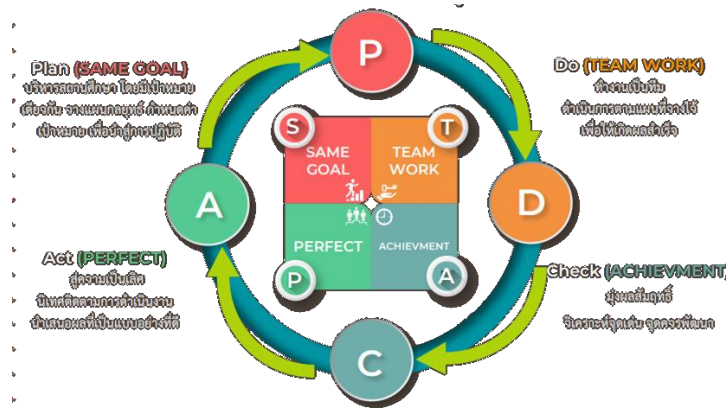 P
Plan (SAME GOAL)
บริหารสถานศึกษา โดยมีเป้าหมาย
เดียวกัน วางแผนกลยุทธ์ กำหนดค่า
เป้าหมาย เพื่อนำสู่การปฏิบัติ
Do (TEAM WORK)
ทำงานเป็นทีม
ดำเนินการตามแผนที่วางไว้
เพื่อให้เกิดผลสำเร็จ
S
T
SAME
GOAL
TEAM
WORK
A
D
PERFECT
ACHIEVMENT
P
A
Act (PERFECT)
สู่ความเป็นเลิศ
นิเทศติดตามการดำเนินงาน
นำเสนอผลที่เป็นแบบอย่างที่ดี
Check (ACHIEVMENT)
มุ่งผลสัมฤทธิ์
วิเคราะห์จุดเด่น จุดควรพัฒนา
C